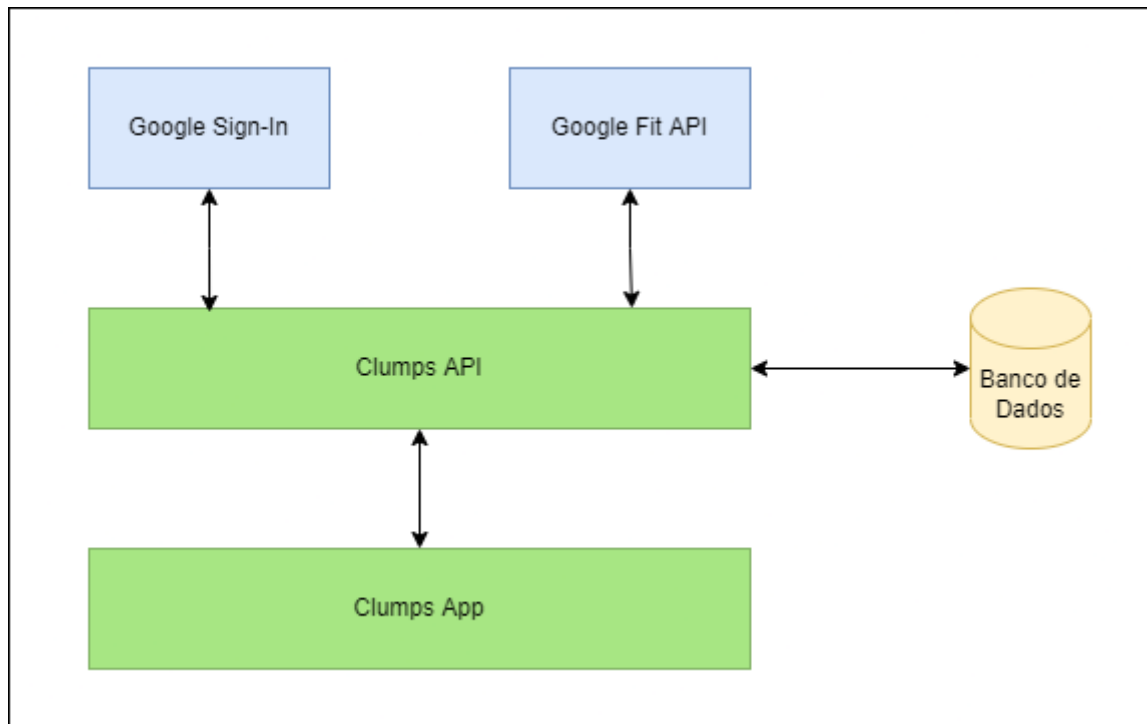 Google Sign-In
Google Fit API
Clumps API
Banco de
Dados
Clumps App